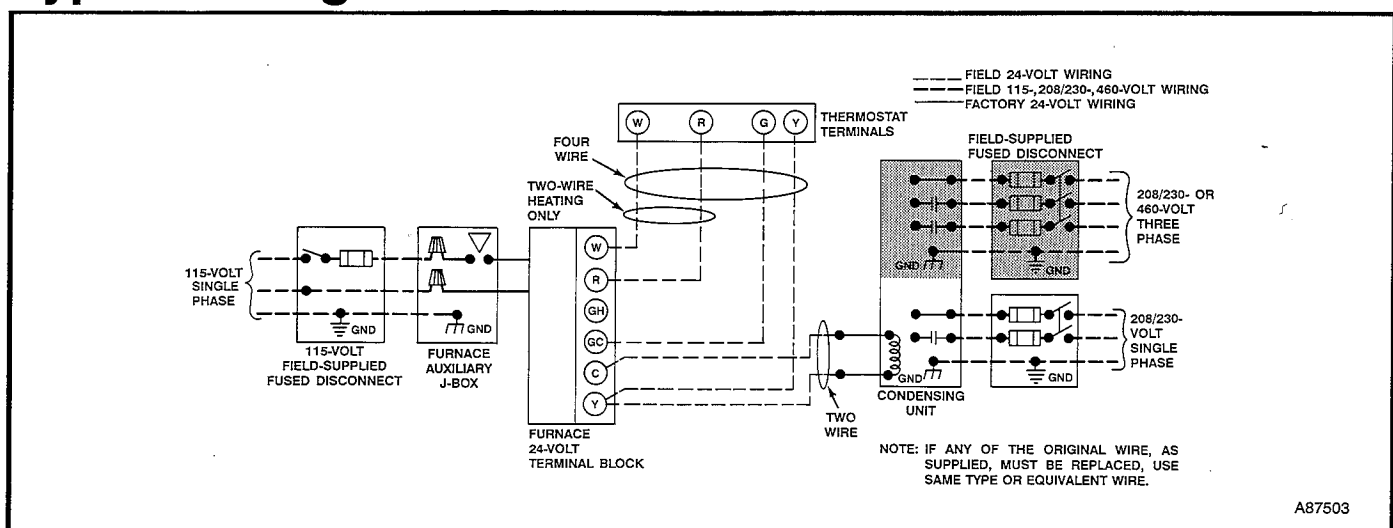 FIELD 24-VOLT WIRING
FIELD 115-,208/230-,460-VOLT WIRING
FACTORY 24-VOLT WIRING
W
R
G
Y
THERMOSTAT
TERMINALS
FOUR
WIRE
TWO-WIRE
HEATING
ONLY
FIELD-SUPPLIED
FUSED DISCONNECT
208/230- OR
460-VOLT
THREE
PHASE
GND
GND
115-VOLT
SINGLE
PHASE
GND
GND
115-VOLT
FIELD-SUPPLIED
FUSED DISCONNECT
FURNACE
AUXILIARY
J-BOX
W
R
GH
GC
C
Y
FURNACE
24-VOLT
TERMINAL BLOCK
TWO
WIRE
GND
CONDENSING
UNIT
GND
208/230-
VOLT
SINGLE
PHASE
NOTE: IF ANY OF THE ORIGINAL WIRE, AS
SUPPLIED, MUST BE REPLACED, USE
SAME TYPE OR EQUIVALENT WIRE.
A87503